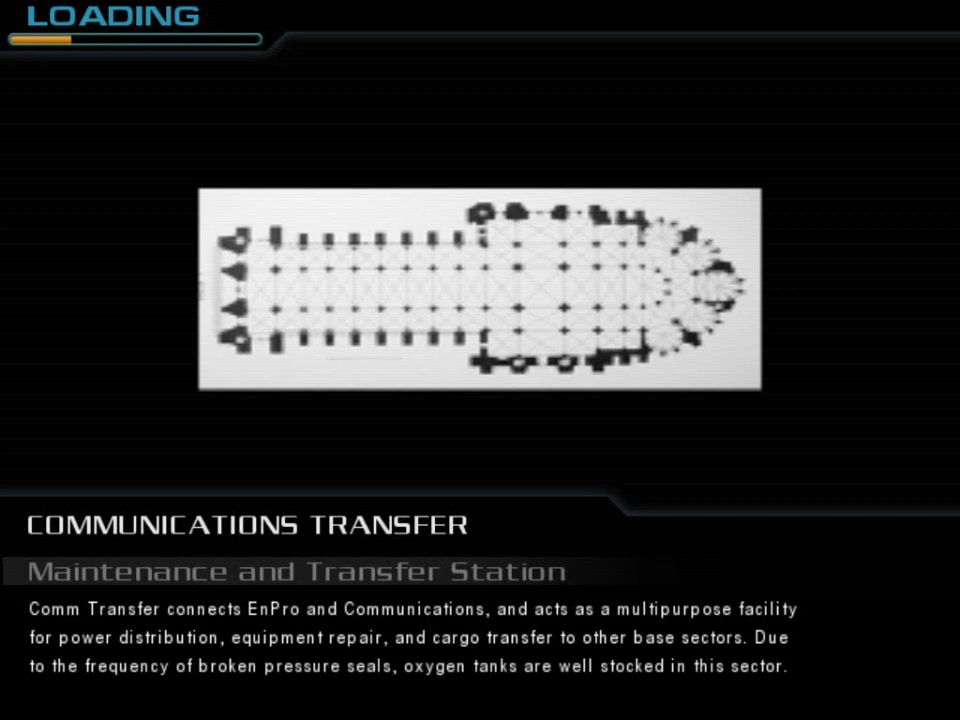 LOADING
COMMUNICATIONS TRANSFER
Maintenance and Transfer Station
Comm Transfer connects EnPro and Communications, and acts as a multipurpose facility
for power distribution, equipment repair, and cargo transfer to other base sectors. Due
to the frequency of broken pressure seals, oxygen tanks are well stocked in this sector.